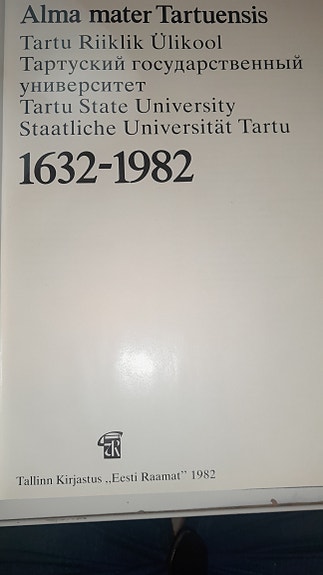 Alma mater Tartuensis
Tartu Riiklik Ülikool
Тартуский государственный
университет
Tartu State University
Staatliche Universität Tartu
1632-1982
Tallinn Kirjastus „Eesti Raamat” 1982